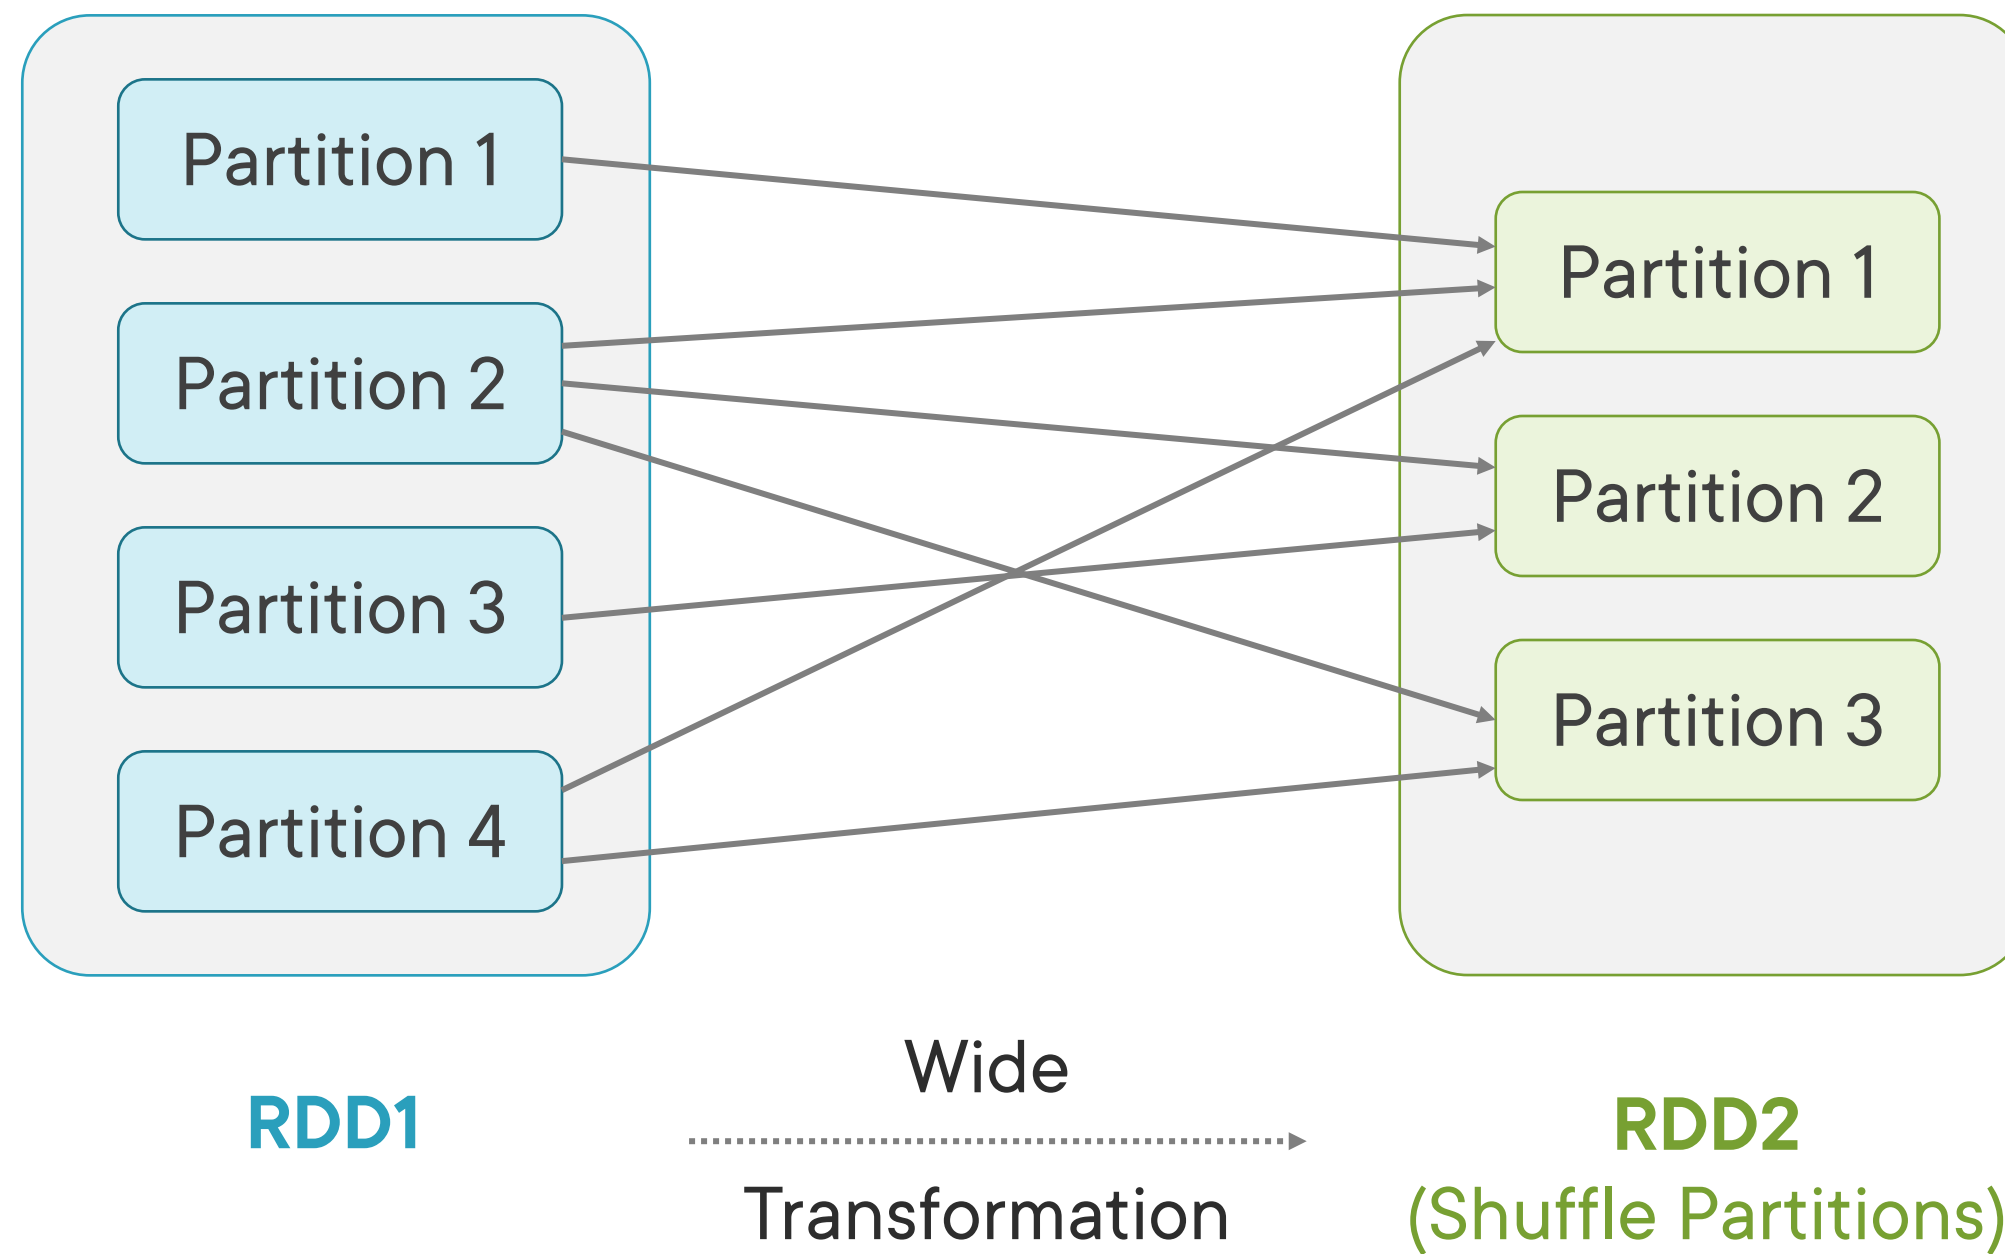 Partition 1
Partition 2
Partition 3
Partition 4
Partition 1
Partition 2
Partition 3
RDD1
Wide
Transformation
RDD2
(Shuffle Partitions)